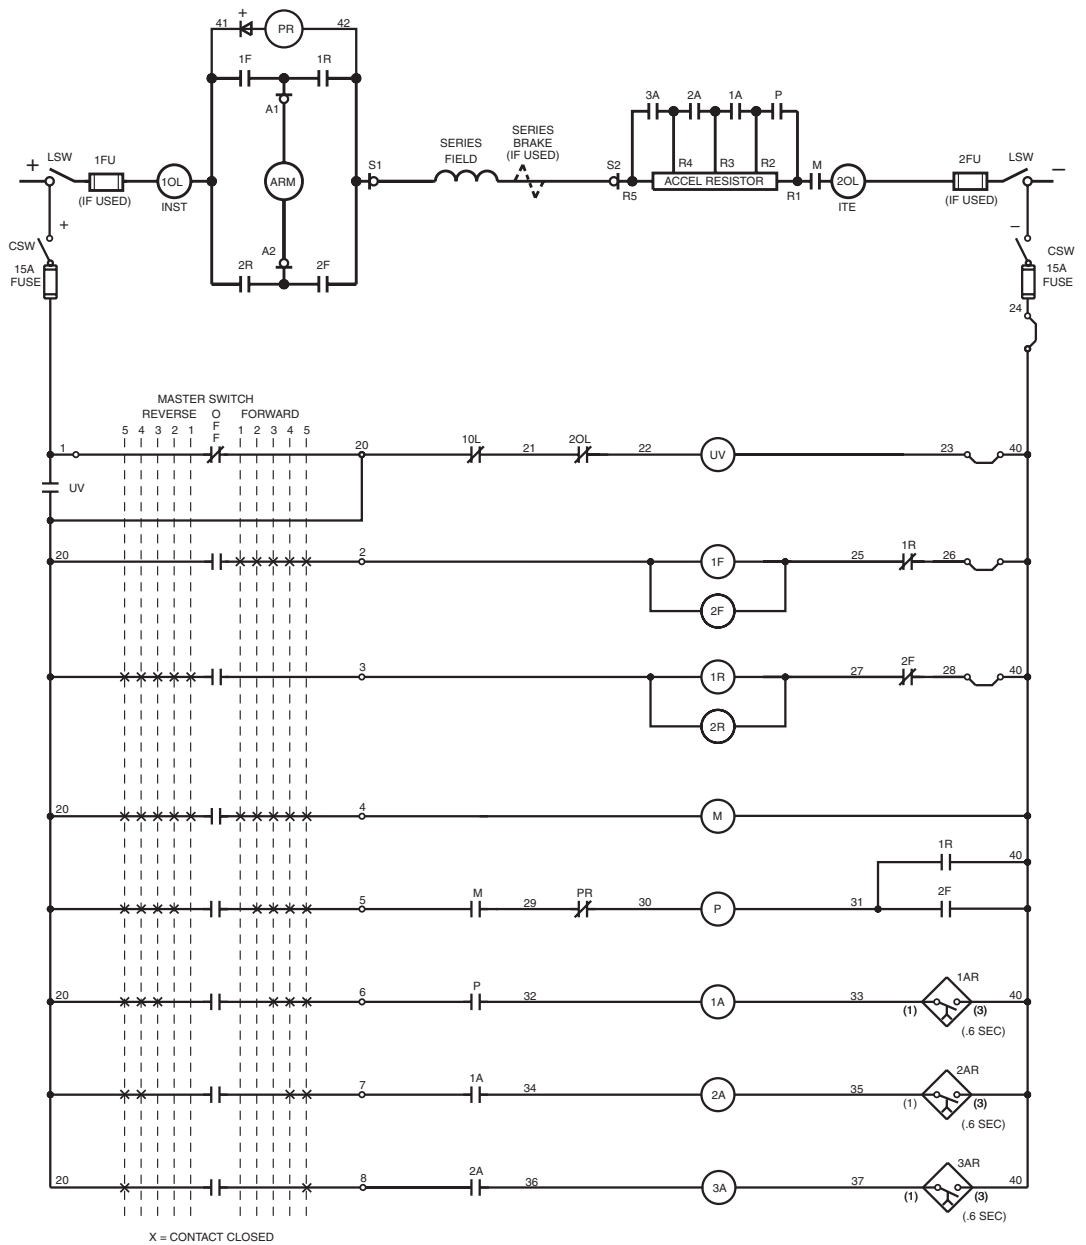 +
41
PR
42
1F
1R
A1
3A
2A
1A
P
SERIES
BRAKE
(IF USED)
SERIES
FIELD
+
LSW
1FU
(IF USED)
1OL
INST
ARM
S1
S2
R4
R3
R2
ACCEL RESISTOR
R5
R1
M
2OL
ITE
2FU
(IF USED)
LSW
–
+
CSW
15A
FUSE
A2
2R
2F
–
CSW
15A
FUSE
24
MASTER SWITCH
REVERSE
O
F
F
FORWARD
5 4 3 2 1
1 2 3 4 5
1
20
10L
21
2OL
22
UV
23
40
UV
20
2
1F
25
1R
26
2F
3
1R
27
2F
28
40
2R
20
4
M
1R
40
5
M
29
PR
30
P
31
2F
20
6
P
32
1A
33
1AR
(1)
(3)
40
(.6 SEC)
7
1A
34
2A
35
2AR
(1)
(3)
(.6 SEC)
20
8
2A
36
3A
37
3AR
(1)
(3)
40
(.6 SEC)
X = CONTACT CLOSED